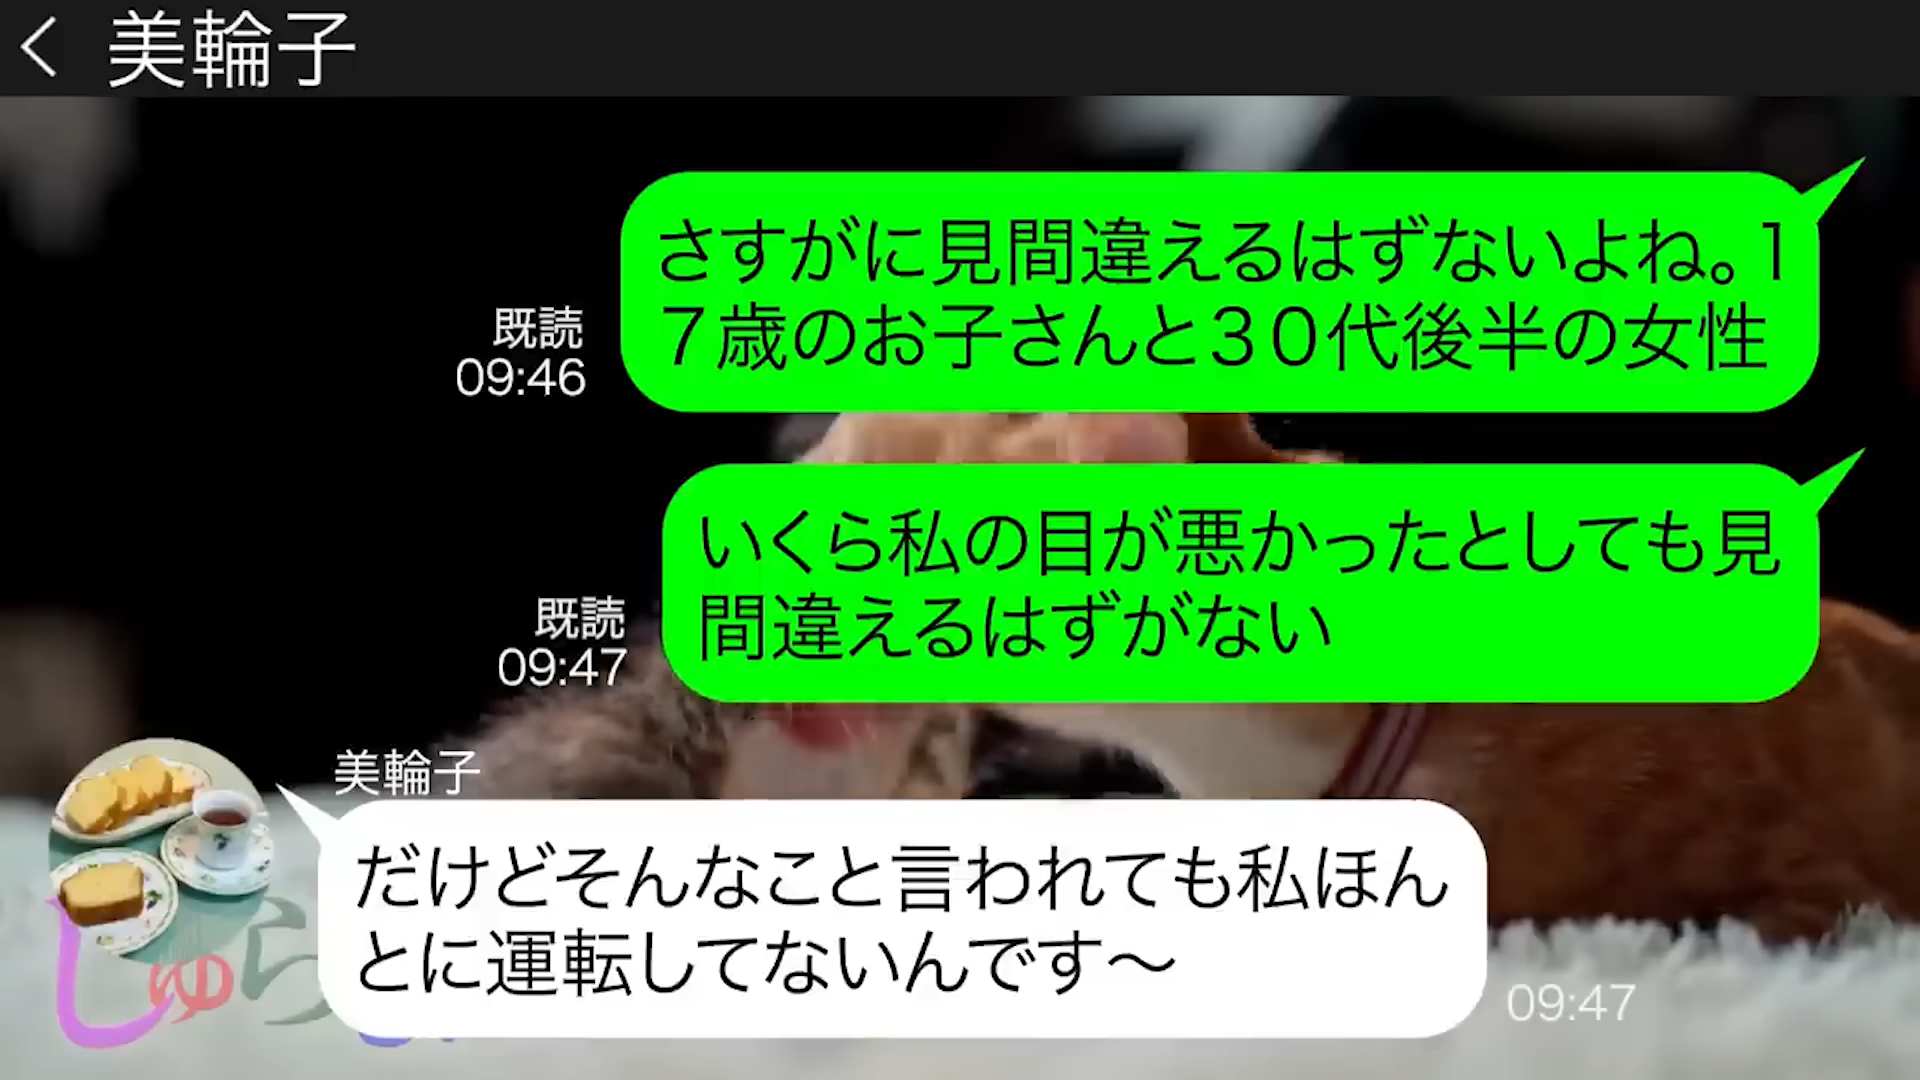 美輪子
さすがに見間違えるはずないよね。1
7歳のお子さんと30代後半の女性
既読
09:46
いくら私の目が悪かったとしても見
間違えるはずがない
既読
09:47
美輪子
だけどそんなこと言われても私ほん
とに運転してないんです〜
09:47
しゅら